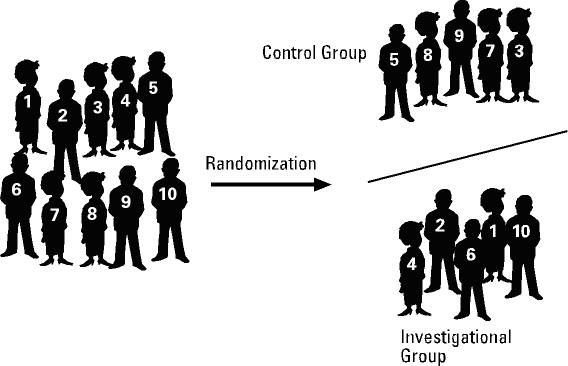 Control Group
5 8 9 7 3
1 2 3 4 5
Randomization
6 7 8 9 10
4 2 6 1 10
Investigational
Group